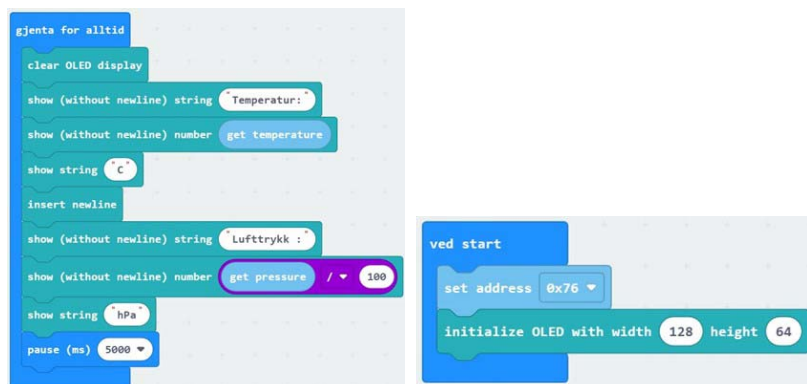 gjenta for alltid
clear OLED display
show (without newline) string "Temperatur:"
show (without newline) number get temperature
show string "C"
insert newline
show (without newline) string "Lufttrykk :"
show (without newline) number get pressure / 100
show string "hPa"
pause (ms) 5000
ved start
set address 0x76
initialize OLED with width 128 height 64